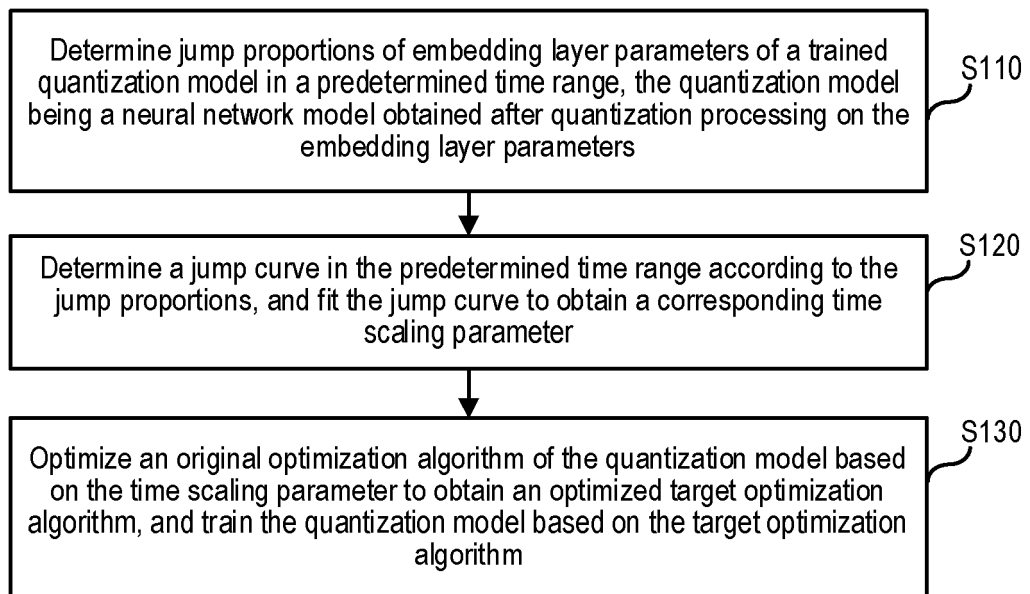 Determine jump proportions of embedding layer parameters of a trained
quantization model in a predetermined time range, the quantization model
being a neural network model obtained after quantization processing on the
embedding layer parameters
S110
Determine a jump curve in the predetermined time range according to the
jump proportions, and fit the jump curve to obtain a corresponding time
scaling parameter
S120
Optimize an original optimization algorithm of the quantization model based
on the time scaling parameter to obtain an optimized target optimization
algorithm, and train the quantization model based on the target optimization
algorithm
S130